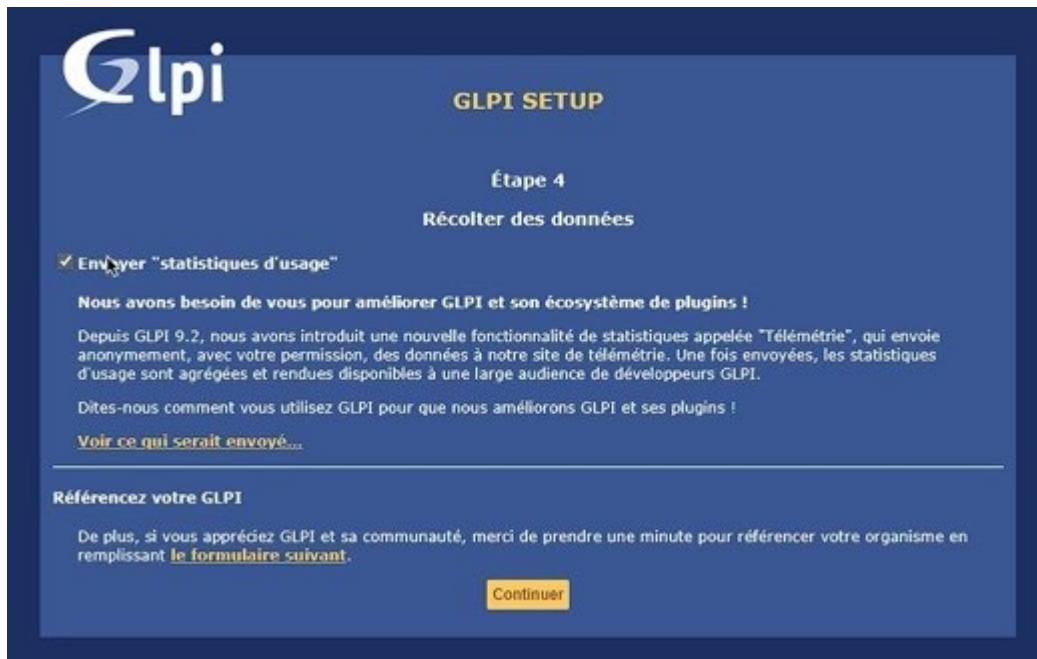 Glpi
GLPI SETUP
Étape 4
Récolter des données
Envoyer "statistiques d'usage"
Nous avons besoin de vous pour améliorer GLPI et son écosystème de plugins !
Depuis GLPI 9.2, nous avons introduit une nouvelle fonctionnalité de statistiques appelée "Télémétrie", qui envoie
anonymement, avec votre permission, des données à notre site de télémétrie. Une fois envoyées, les statistiques
d'usage sont agrégées et rendues disponibles à une large audience de développeurs GLPI.
Dites-nous comment vous utilisez GLPI pour que nous améliorons GLPI et ses plugins !
Voir ce qui serait envoyé...
Référencez votre GLPI
De plus, si vous appréciez GLPI et sa communauté, merci de prendre une minute pour référencer votre organisme en
remplissant le formulaire suivant.
Continuer